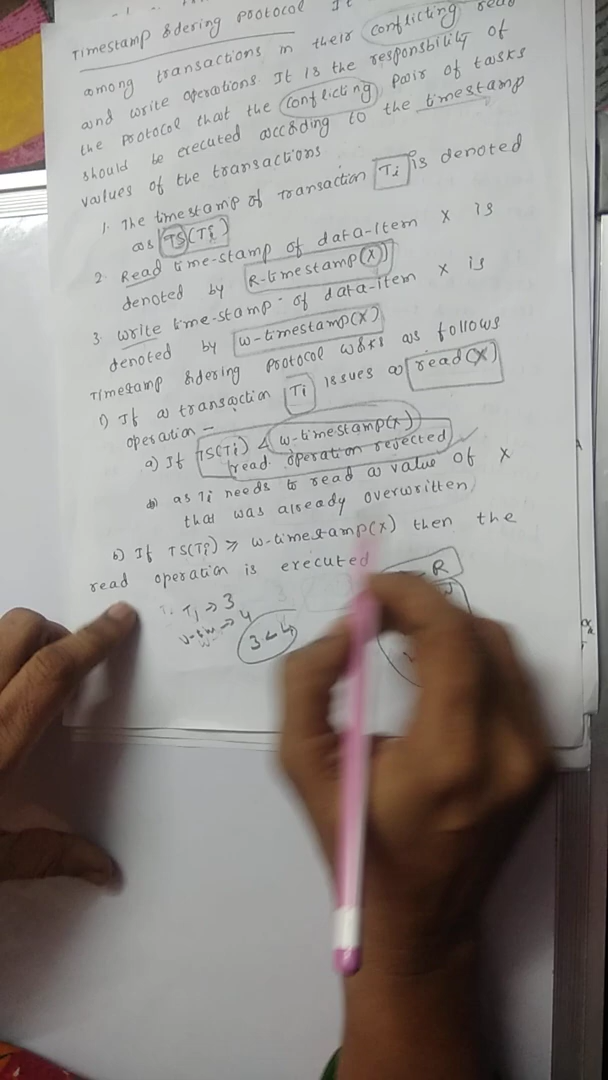 Timestamp Ordering Protocol
among transactions in their conflicting read
and write operations. It is the responsbility of
the protocol that the conflicting pair of tasks
should be executed according to the timestamp
values of the transactions
1. The timestamp of transaction Ti is denoted
as TS(Ti)
2. Read time-stamp of data-item X is
denoted by R-timestamp(X)
3. write time-stamp of data-item X is
denoted by W-timestamp(X)
Timestamp Ordering Protocol works as follows
1) If a transaction Ti issues a read(X)
operation -
a) If TS(Ti) < W-timestamp(X)
read operation rejected
as Ti needs to read a value of X
that was already overwritten
b) If TS(Ti) ≥ W-timestamp(X) then the
read operation is executed
R
T1 → 3
4
3 < 4